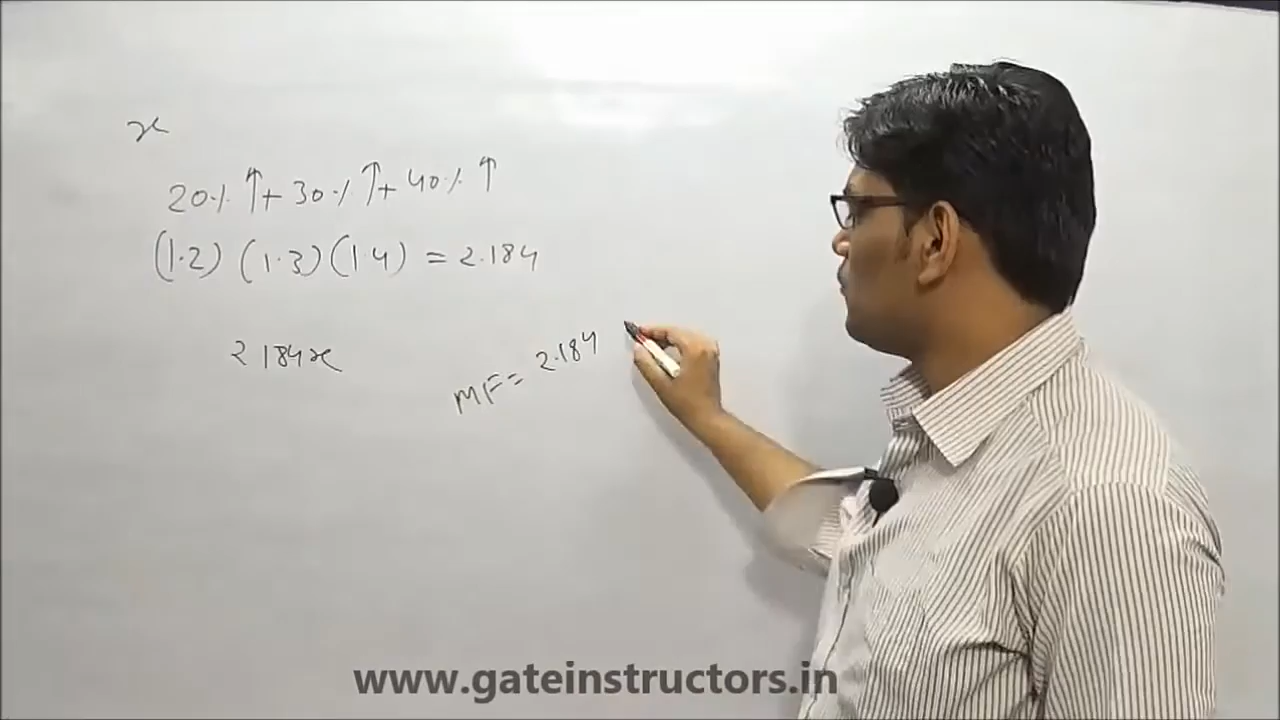 x
20% ↑ + 30% ↑ + 40% ↑
(1.2) (1.3) (1.4) = 2.184
2.184x
MF = 2.184
www.gateinstructors.in